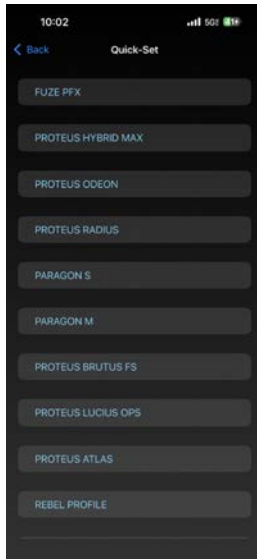 10:02
Back
Quick-Set
FUZE PFX
PROTEUS HYBRID MAX
PROTEUS ODEON
PROTEUS RADIUS
PARAGON S
PARAGON M
PROTEUS BRUTUS FS
PROTEUS LUCIUS OPS
PROTEUS ATLAS
REBEL PROFILE